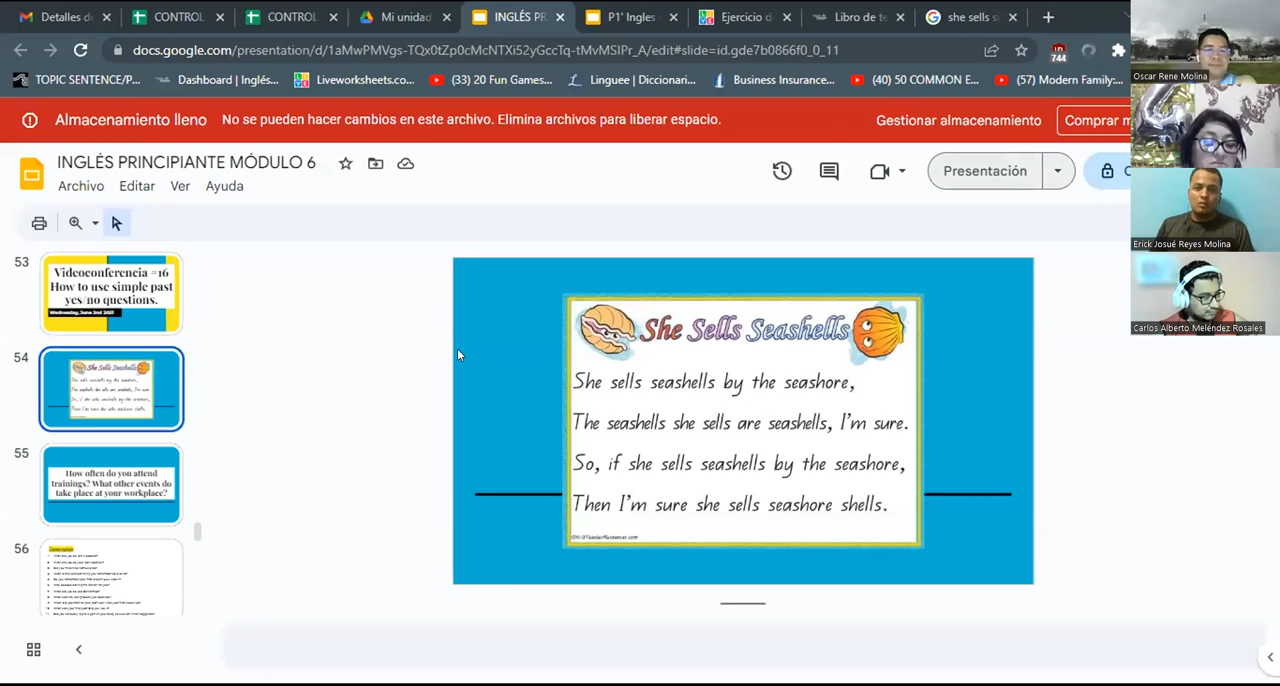 Detalles d
CONTROL
CONTROL
Mi unidad
INGLÉS PR
P1' Ingles
Ejercicio d
Libro de te
she sells s
docs.google.com/presentation/d/1aMwPMVgs-TQx0tZp0cMcNTXi52yGccTq-tMvMSlPr_A/edit#slide=id.gde7b0866f0_0_11
744
TOPIC SENTENCE/P...
Dashboard | Inglés...
Liveworksheets.co...
(33) 20 Fun Games...
Linguee | Diccionari...
Business Insurance...
(40) 50 COMMON E...
(57) Modern Family:...
Almacenamiento lleno
No se pueden hacer cambios en este archivo. Elimina archivos para liberar espacio.
Gestionar almacenamiento
Comprar m
INGLÉS PRINCIPIANTE MÓDULO 6
Archivo Editar Ver Ayuda
Presentación
53
Videoconferencia #16
How to use simple past
yes/no questions.
Wednesday, June 2nd 2021
54
55
How often do you attend
trainings? What other events do
take place at your workplace?
56
Conversation
She Sells Seashells
She sells seashells by the seashore,
The seashells she sells are seashells, I'm sure.
So, if she sells seashells by the seashore,
Then I'm sure she sells seashore shells.
Oscar Rene Molina
Erick Josué Reyes Molina
Carlos Alberto Meléndez Rosales